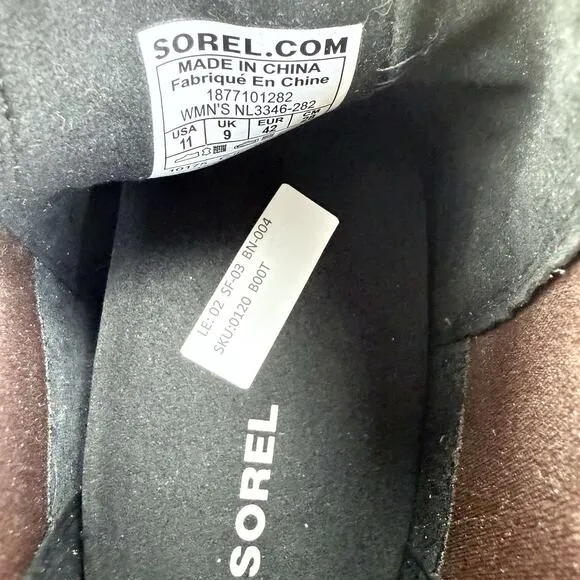 SOREL.COM
MADE IN CHINA
Fabriqué En Chine
1877101282
WMN'S NL3346-282
USA UK EUR CM
11 9 42
LE: 02 SF-03 BN-004
SKU:0120 BOOT
SOREL